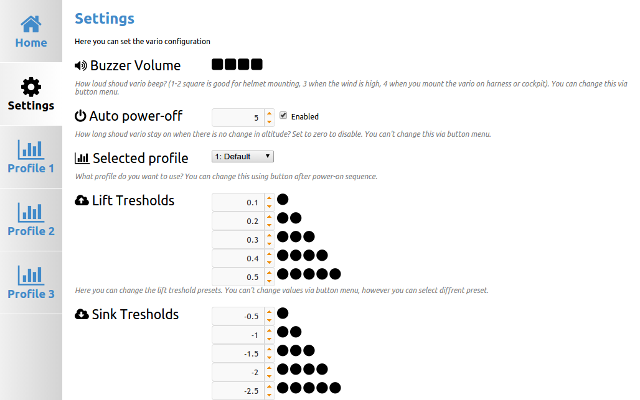 Home
Settings
Profile 1
Profile 2
Profile 3
Settings
Here you can set the vario configuration
Buzzer Volume
How loud shoud vario beep? (1-2 square is good for helmet mounting, 3 when the wind is high, 4 when you mount the vario on harness or cockpit). You can change this via
button menu.
Auto power-off
5
Enabled
How long shoud vario stay on when there is no change in altitude? Set to zero to disable. You can't change this via button menu.
Selected profile
1: Default
What profile do you want to use? You can change this using button after power-on sequence.
Lift Tresholds
0.1
0.2
0.3
0.4
0.5
Here you can change the lift treshold presets. You can't change values via button menu, however you can select diffrent preset.
Sink Tresholds
-0.5
-1
-1.5
-2
-2.5